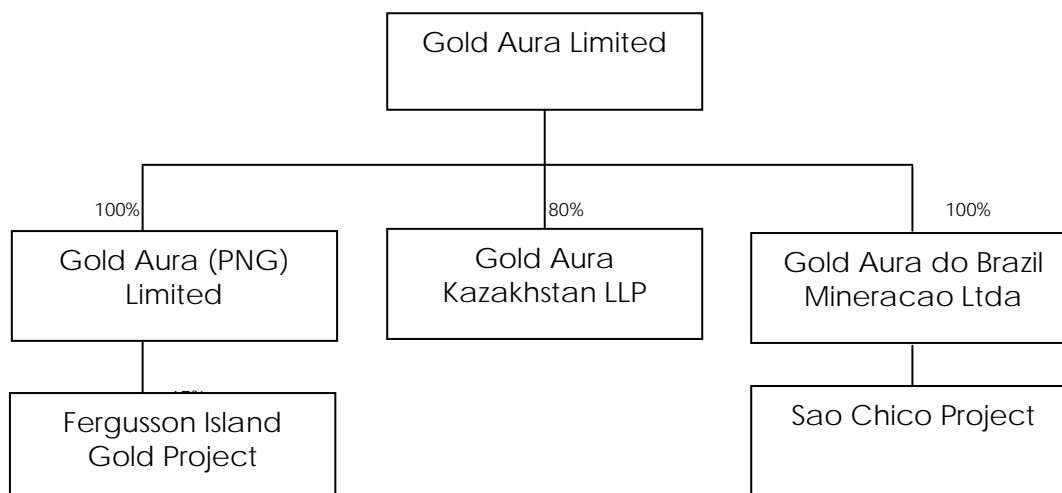 Gold Aura Limited
100%
80%
100%
Gold Aura (PNG)
Limited
Gold Aura
Kazakhstan LLP
Gold Aura do Brazil
Mineracao Ltda
Fergusson Island
Gold Project
Sao Chico Project